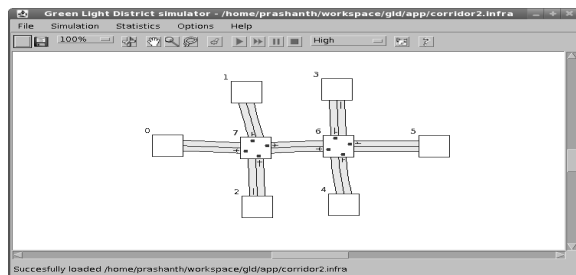 Green Light District simulator - /home/prashanth/workspace/gld/app/corridor2.infra
File Simulation Statistics Options Help
100% High
1 3
0 7 6 5
2 4
Succesfully loaded /home/prashanth/workspace/gld/app/corridor2.infra